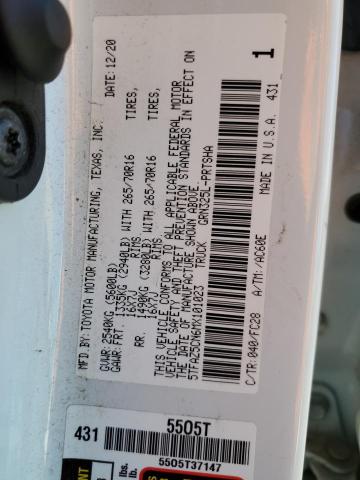 MFD. BY:
TOYOTA MOTOR MANUFACTURING, TEXAS, INC.
DATE: 12/20
GVWR: 2540KG (5600LB)
GAWR: FRT. 1335KG (2940LB) WITH 265/70R16 TIRES,
16X7J RIMS
RR. 1490KG (3280LB) WITH 265/70R16 TIRES,
RIMS
THIS VEHICLE CONFORMS TO ALL APPLICABLE FEDERAL MOTOR
VEHICLE SAFETY AND THEFT PREVENTION STANDARDS IN EFFECT ON
THE DATE OF MANUFACTURE SHOWN ABOVE.
5TFAZ5CN6MX101023 TRUCK GRN325L-PRTSHA
C/TR: 040/FC28 A/TM: /AC60E
MADE IN U.S.A. 431
1
431 5505T
5505T37147
lbs.